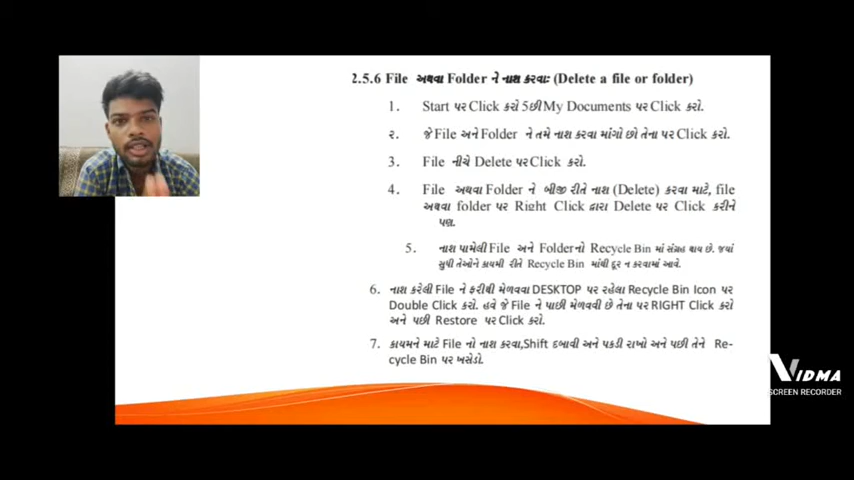 2.5.6 File અથવા Folder ને નાશ કરવાઃ (Delete a file or folder)
1. Start પર Click કરો 5છી My Documents પર Click કરો.
ર. જે File અને Folder ને તમે નાશ કરવા માંગો છો તેના પર Click કરો.
3. File નીચે Delete પર Click કરો.
4. File અથવા Folder ને બીજી રીતે નાશ (Delete) કરવા માટે, file
અથવા folder પર Right Click દ્વારા Delete પર Click કરીને
પણ.
5. નાશ પામેલી File અને Folderનો Recycle Bin માં સંગ્રહ થાય છે. જયાં
સુધી તેઓને કાયમી રીતે Recycle Bin માંથી દૂર ન કરવામાં આવે.
6. નાશ કરેલી File ને ફરીથી મેળવવા DESKTOP પર રહેલા Recycle Bin Icon પર
Double Click કરો. હવે જે File ને પાછી મેળવવી છે તેના પર RIGHT Click કરો
અને પછી Restore પર Click કરો.
7. કાયમને માટે File નો નાશ કરવા, Shift દબાવી અને પકડી રાખો અને પછી તેને Re-
cycle Bin પર ખસેડો.
VIDMA
SCREEN RECORDER